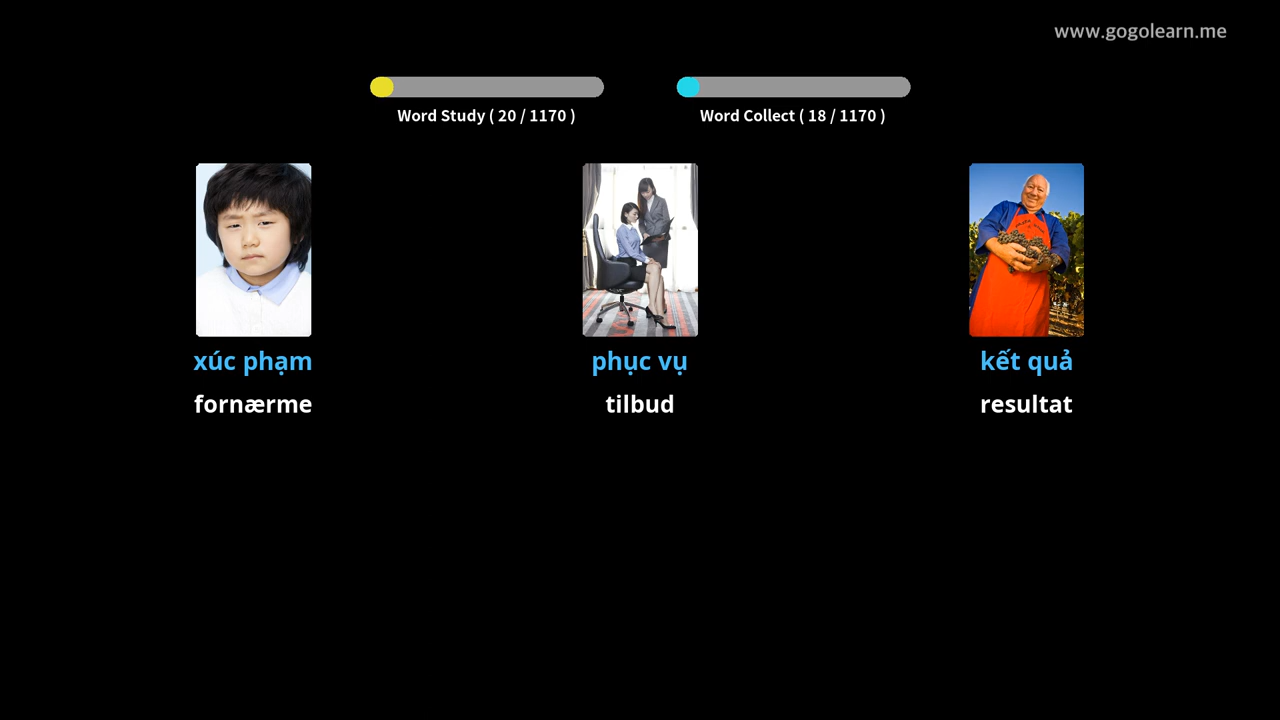 www.gogolearn.me
Word Study ( 20 / 1170 )
Word Collect ( 18 / 1170 )
xúc phạm
phục vụ
kết quả
fornærme
tilbud
resultat